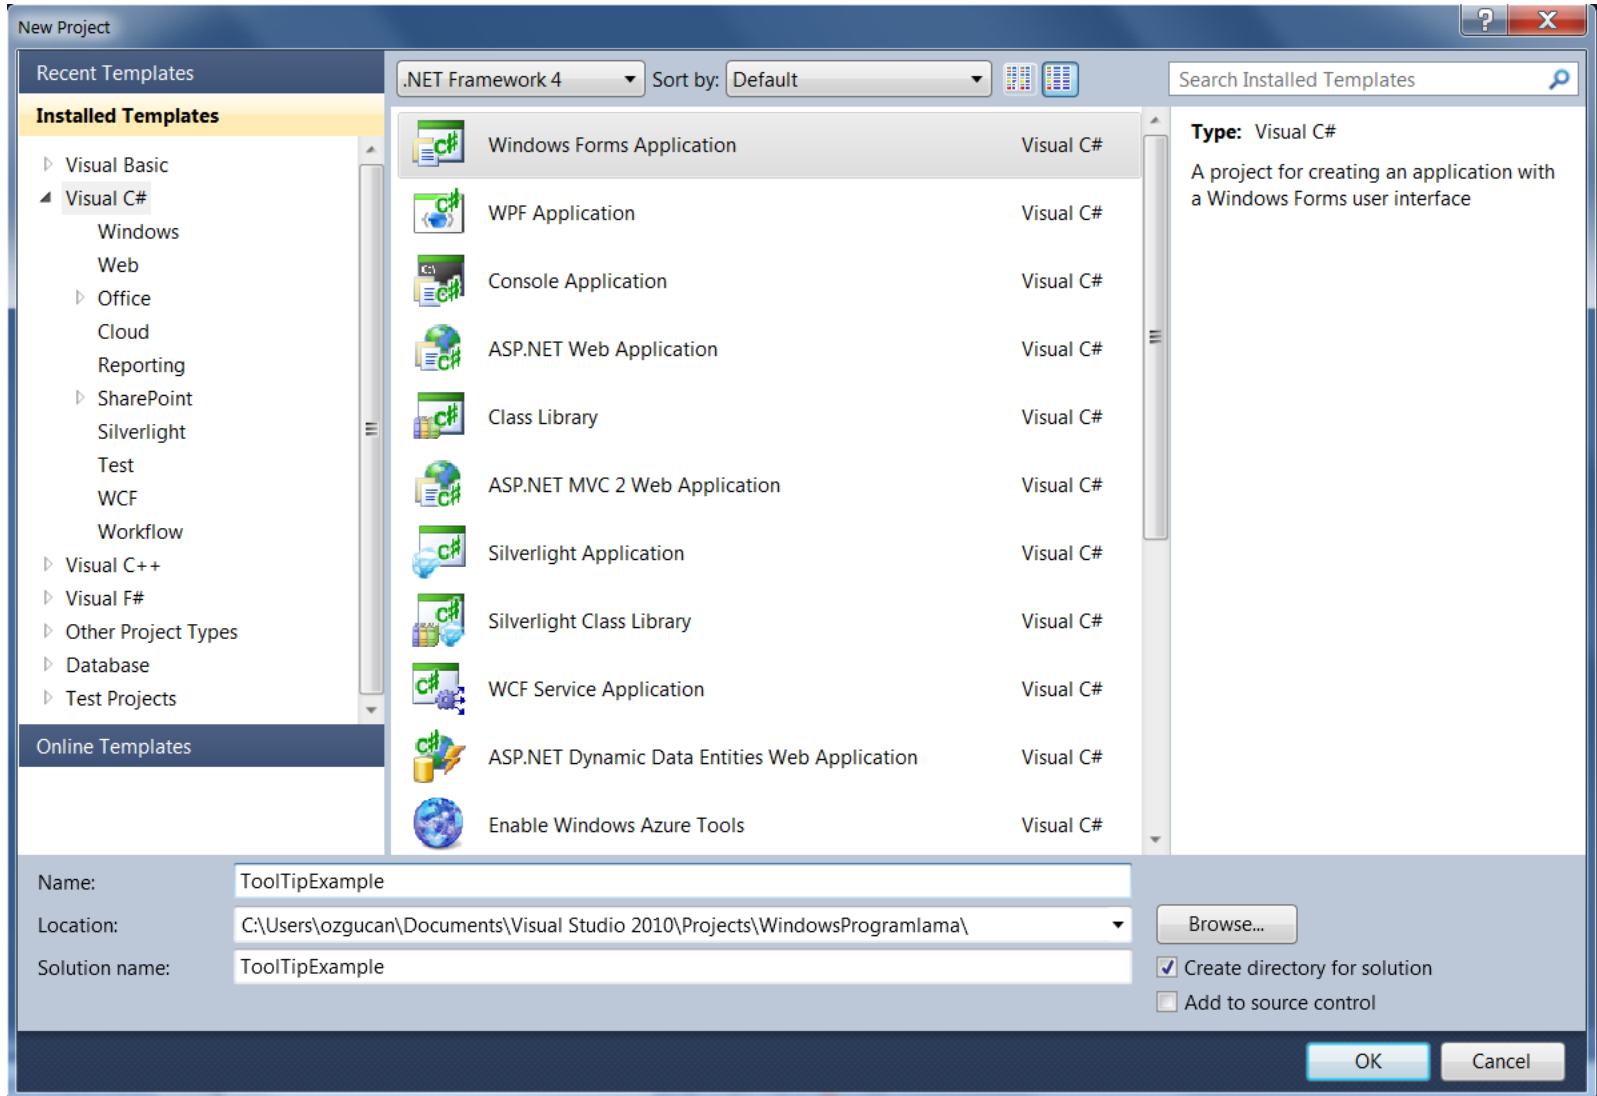 New Project
Recent Templates
Installed Templates
Visual Basic
Visual C#
Windows
Web
Office
Cloud
Reporting
SharePoint
Silverlight
Test
WCF
Workflow
Visual C++
Visual F#
Other Project Types
Database
Test Projects
Online Templates
.NET Framework 4 Sort by: Default
Windows Forms Application Visual C#
WPF Application Visual C#
Console Application Visual C#
ASP.NET Web Application Visual C#
Class Library Visual C#
ASP.NET MVC 2 Web Application Visual C#
Silverlight Application Visual C#
Silverlight Class Library Visual C#
WCF Service Application Visual C#
ASP.NET Dynamic Data Entities Web Application Visual C#
Enable Windows Azure Tools Visual C#
Search Installed Templates
Type: Visual C#
A project for creating an application with
a Windows Forms user interface
Name: ToolTipExample
Location: C:\Users\ozgucan\Documents\Visual Studio 2010\Projects\WindowsProgramlama\ Browse...
Solution name: ToolTipExample
Create directory for solution
Add to source control
OK Cancel